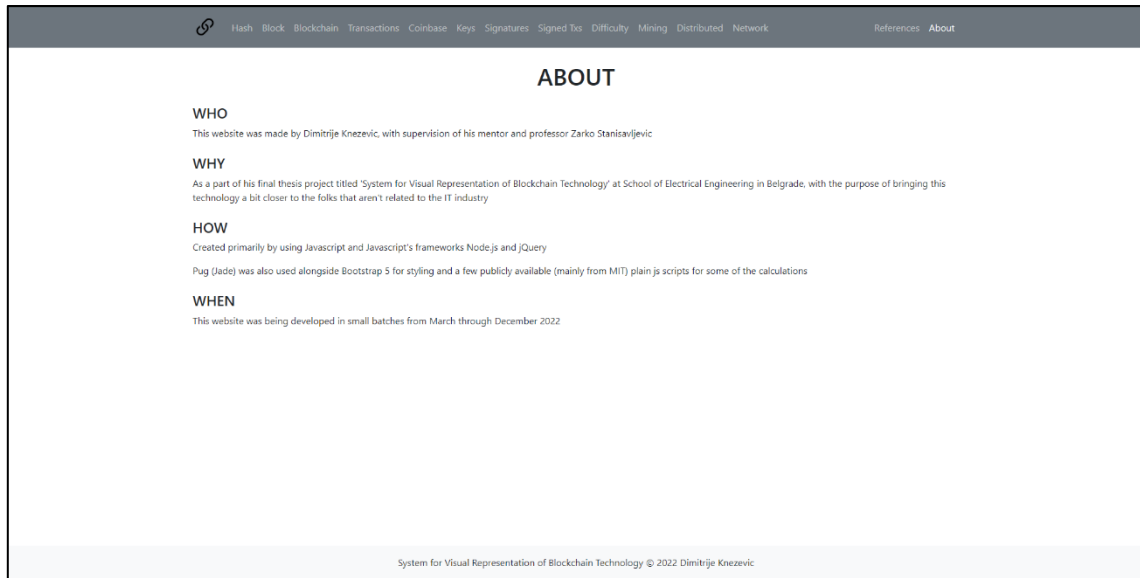 Hash Block Blockchain Transactions Coinbase Keys Signatures Signed Txs Difficulty Mining Distributed Network References About
ABOUT
WHO
This website was made by Dimitrije Knezevic, with supervision of his mentor and professor Zarko Stanisavljevic
WHY
As a part of his final thesis project titled 'System for Visual Representation of Blockchain Technology' at School of Electrical Engineering in Belgrade, with the purpose of bringing this
technology a bit closer to the folks that aren't related to the IT industry
HOW
Created primarily by using Javascript and Javascript's frameworks Node.js and jQuery
Pug (Jade) was also used alongside Bootstrap 5 for styling and a few publicly available (mainly from MIT) plain js scripts for some of the calculations
WHEN
This website was being developed in small batches from March through December 2022
System for Visual Representation of Blockchain Technology © 2022 Dimitrije Knezevic